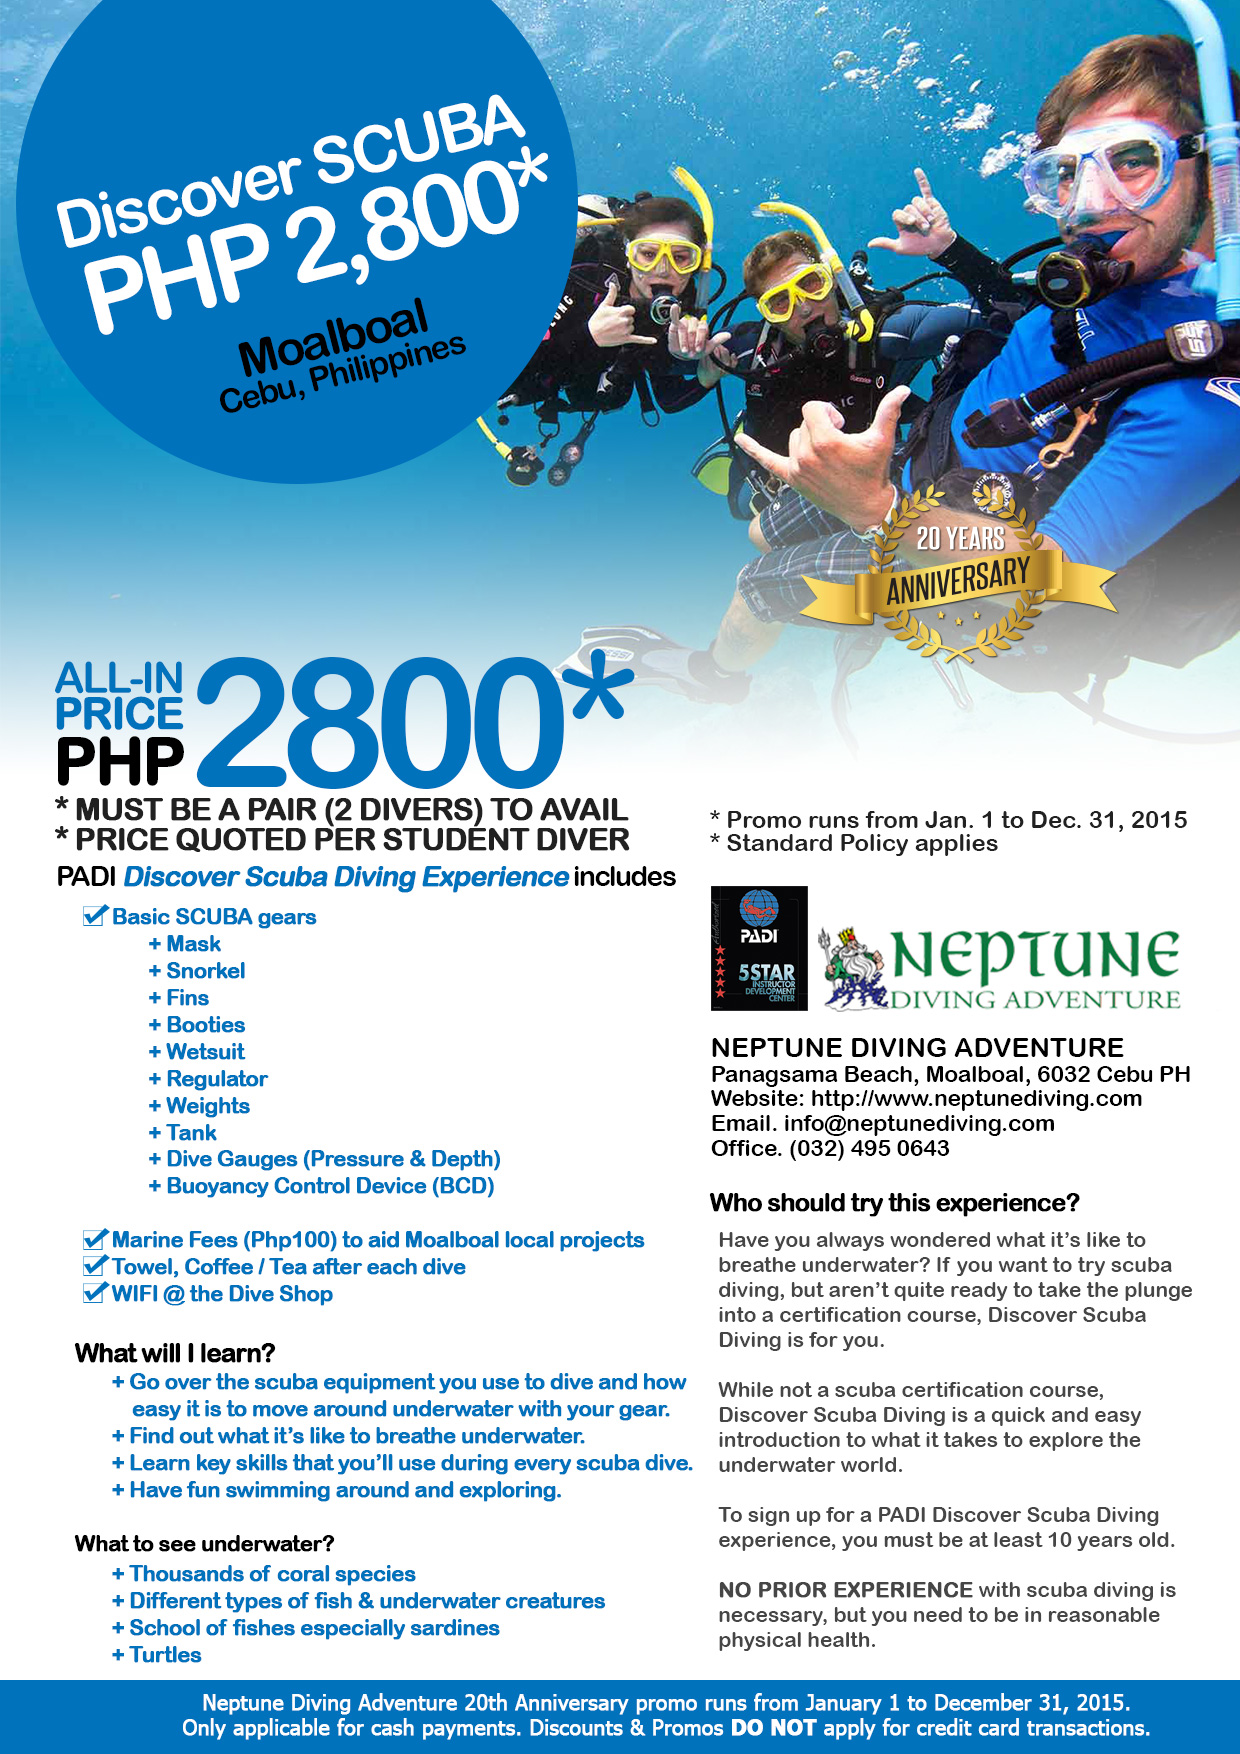 Discover SCUBA
PHP 2,800*
Moalboal
Cebu, Philippines
20 YEARS
ANNIVERSARY
ALL-IN
PRICE
PHP
2800*
* MUST BE A PAIR (2 DIVERS) TO AVAIL
* PRICE QUOTED PER STUDENT DIVER
PADI Discover Scuba Diving Experience includes
Basic SCUBA gears
+ Mask
+ Snorkel
+ Fins
+ Booties
+ Wetsuit
+ Regulator
+ Weights
+ Tank
+ Dive Gauges (Pressure & Depth)
+ Buoyancy Control Device (BCD)
Marine Fees (Php100) to aid Moalboal local projects
Towel, Coffee / Tea after each dive
WIFI @ the Dive Shop
What will I learn?
+ Go over the scuba equipment you use to dive and how
easy it is to move around underwater with your gear.
+ Find out what it's like to breathe underwater.
+ Learn key skills that you'll use during every scuba dive.
+ Have fun swimming around and exploring.
What to see underwater?
+ Thousands of coral species
+ Different types of fish & underwater creatures
+ School of fishes especially sardines
+ Turtles
* Promo runs from Jan. 1 to Dec. 31, 2015
* Standard Policy applies
PADI
5 STAR
INSTRUCTOR
DEVELOPMENT
CENTER
NEPTUNE
DIVING ADVENTURE
NEPTUNE DIVING ADVENTURE
Panagsama Beach, Moalboal, 6032 Cebu PH
Website: http://www.neptunediving.com
Email. info@neptunediving.com
Office. (032) 495 0643
Who should try this experience?
Have you always wondered what it's like to
breathe underwater? If you want to try scuba
diving, but aren't quite ready to take the plunge
into a certification course, Discover Scuba
Diving is for you.
While not a scuba certification course,
Discover Scuba Diving is a quick and easy
introduction to what it takes to explore the
underwater world.
To sign up for a PADI Discover Scuba Diving
experience, you must be at least 10 years old.
NO PRIOR EXPERIENCE with scuba diving is
necessary, but you need to be in reasonable
physical health.
Neptune Diving Adventure 20th Anniversary promo runs from January 1 to December 31, 2015.
Only applicable for cash payments. Discounts & Promos DO NOT apply for credit card transactions.